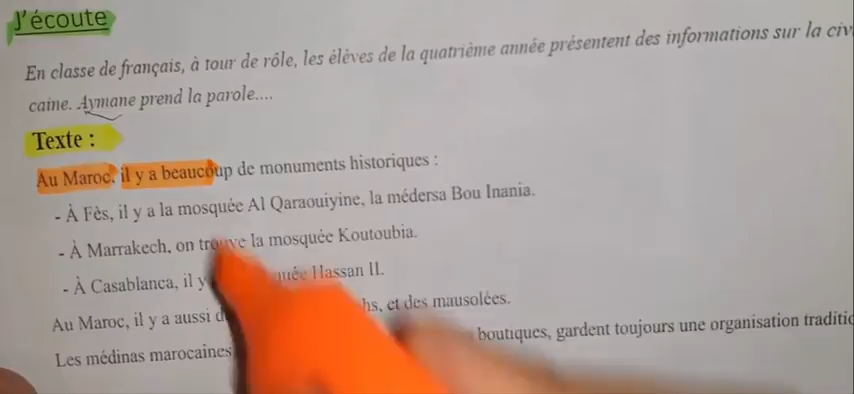 J'écoute
En classe de français, à tour de rôle, les élèves de la quatrième année présentent des informations sur la
caine. Aymane prend la parole....
Texte :
Au Maroc, il y a beaucoup de monuments historiques :
- À Fès, il y a la mosquée Al Qaraouiyine, la médersa Bou Inania.
- À Marrakech, on trouve la mosquée Koutoubia.
- À Casablanca, il y Hassan II.
Au Maroc, il y a aussi et des mausolées.
Les médinas marocaines boutiques, gardent toujours une organisation